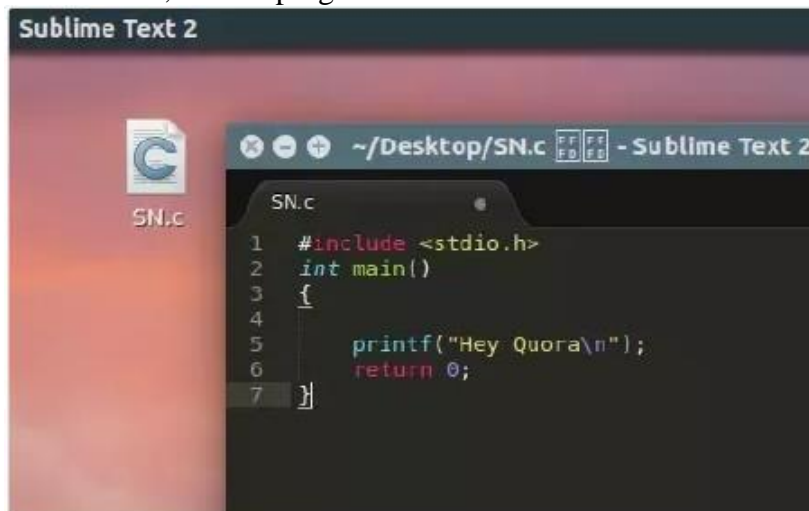 Sublime Text 2
SN.c
~/Desktop/SN.c - Sublime Text 2
SN.c
1 #include <stdio.h>
2 int main()
3 {
4
5 printf("Hey Quora\n");
6 return 0;
7 }